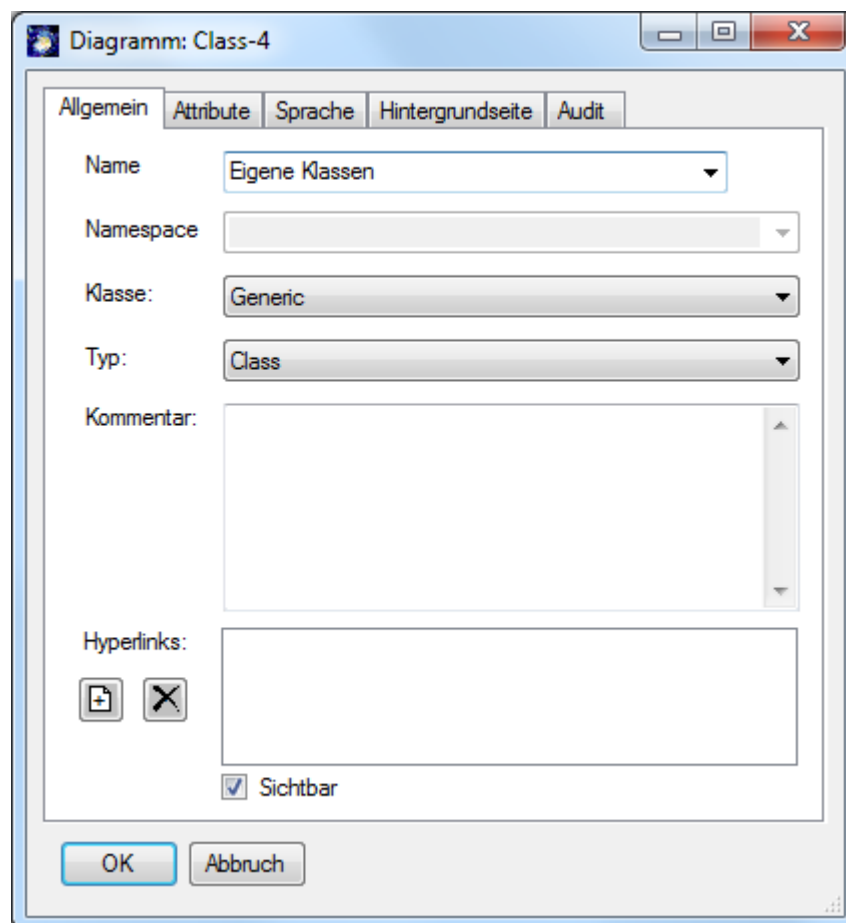 Diagramm: Class-4
Allgemein Attribute Sprache Hintergrundseite Audit
Name Eigene Klassen
Namespace
Klasse: Generic
Typ: Class
Kommentar:
Hyperlinks:
Sichtbar
OK Abbruch